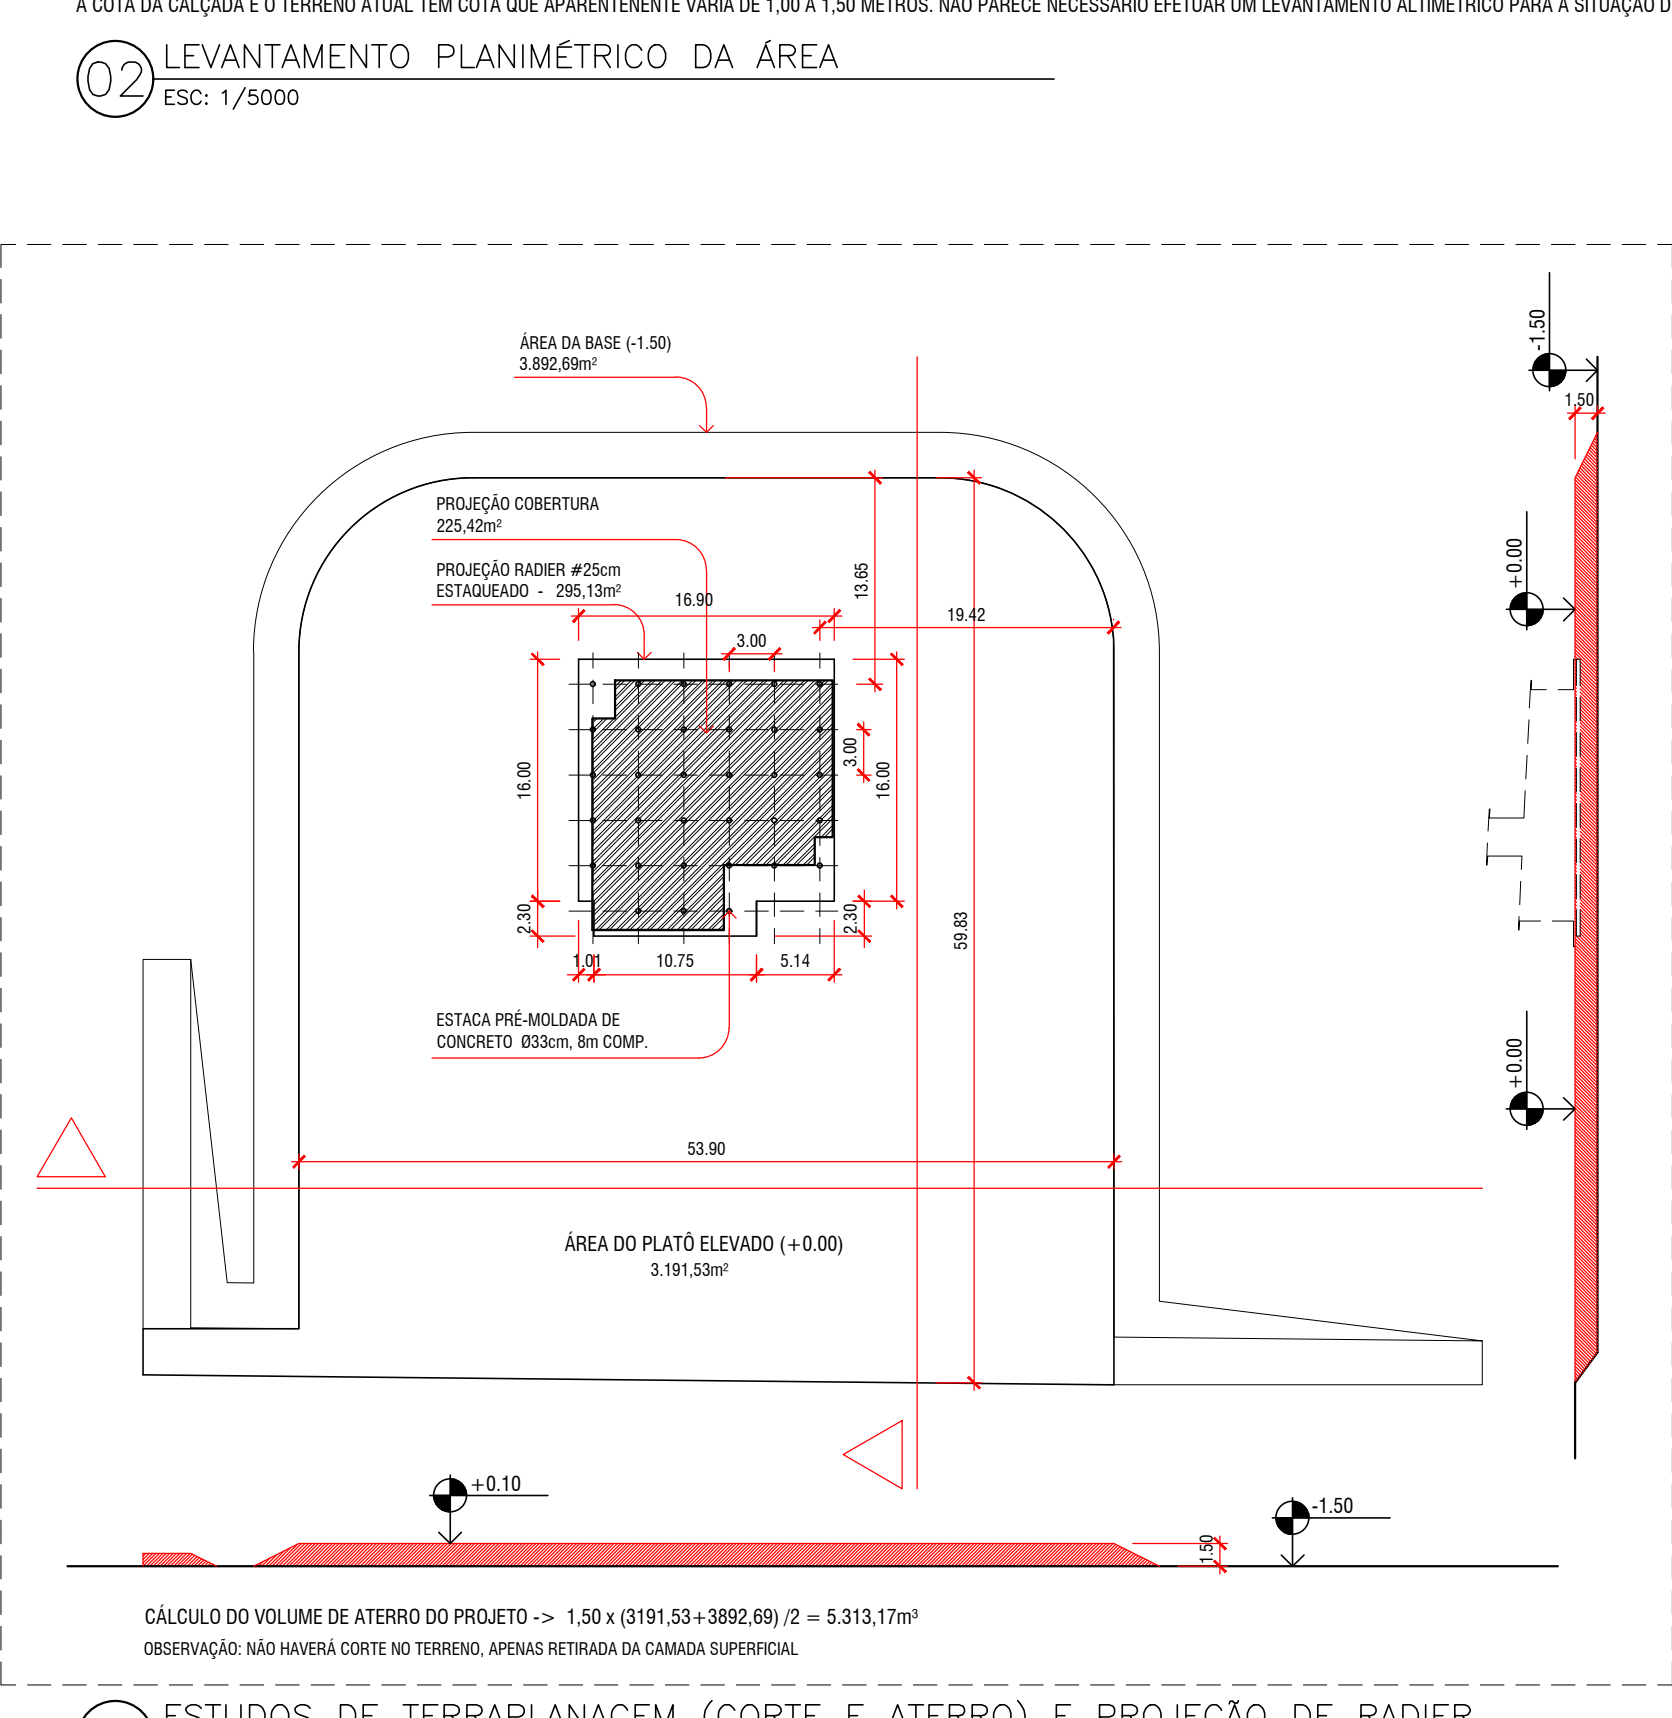 A COTA DA CALÇADA E O TERRENO ATUAL TEM COTA QUE APARENTENENTE VARIA DE 1,00 A 1,50 METROS. NÃO PARECE NECESSÁRIO EFETUAR UM LEVANTAMENTO ALTIMÉTRICO PARA A SITUAÇÃO
02
LEVANTAMENTO PLANIMÉTRICO DA ÁREA
ESC: 1/5000
-1.50
ÁREA DA BASE (-1.50)
3.892,69m²
1,50
PROJEÇÃO COBERTURA
225,42m²
PROJEÇÃO RADIER #25cm
ESTAQUEADO - 295,13m²
16.90
13.65
19.42
+0.00
3.00
16.00
3.00
16.00
2.30
2.30
59.83
1.01
10.75
5.14
ESTACA PRÉ-MOLDADA DE
CONCRETO Ø33cm, 8m COMP.
+0.00
53.90
ÁREA DO PLATÔ ELEVADO (+0.00)
3.191,53m²
+0.10
-1.50
1.50
CÁLCULO DO VOLUME DE ATERRO DO PROJETO -> 1,50 x (3191,53+3892,69) /2 = 5.313,17m³
OBSERVAÇÃO: NÃO HAVERÁ CORTE NO TERRENO, APENAS RETIRADA DA CAMADA SUPERFICIAL
ESTUDOS DE TERRAPLANAGEM (CORTE E ATERRO) E PROJEÇÃO DE RADIER